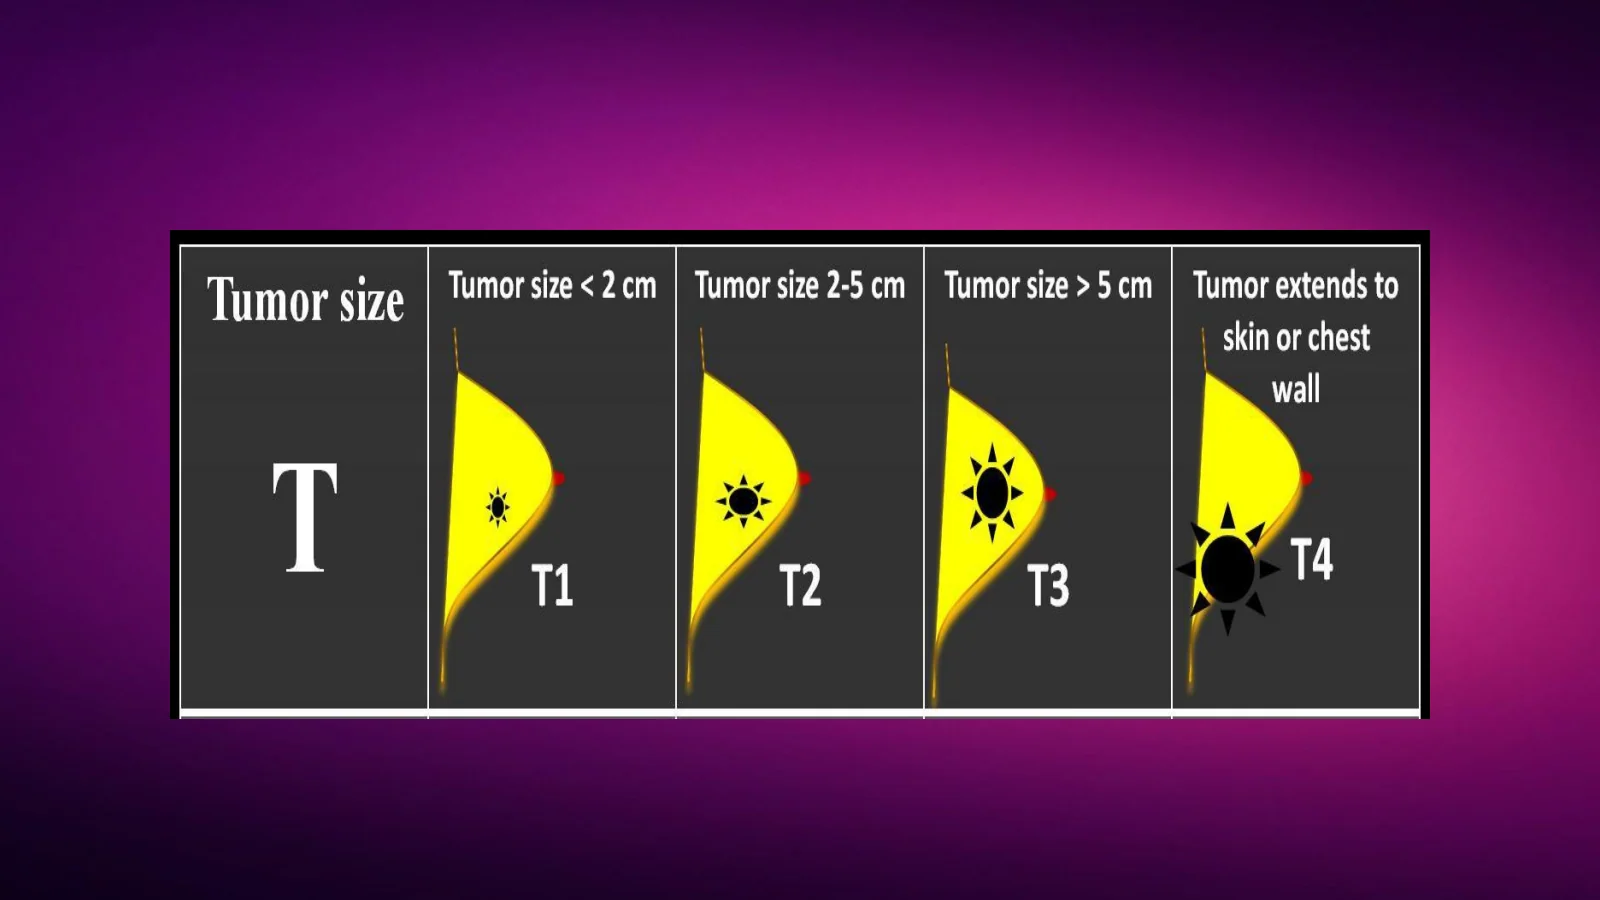 Tumor size
T
Tumor size < 2 cm
T1
Tumor size 2-5 cm
T2
Tumor size > 5 cm
T3
Tumor extends to
skin or chest
wall
T4